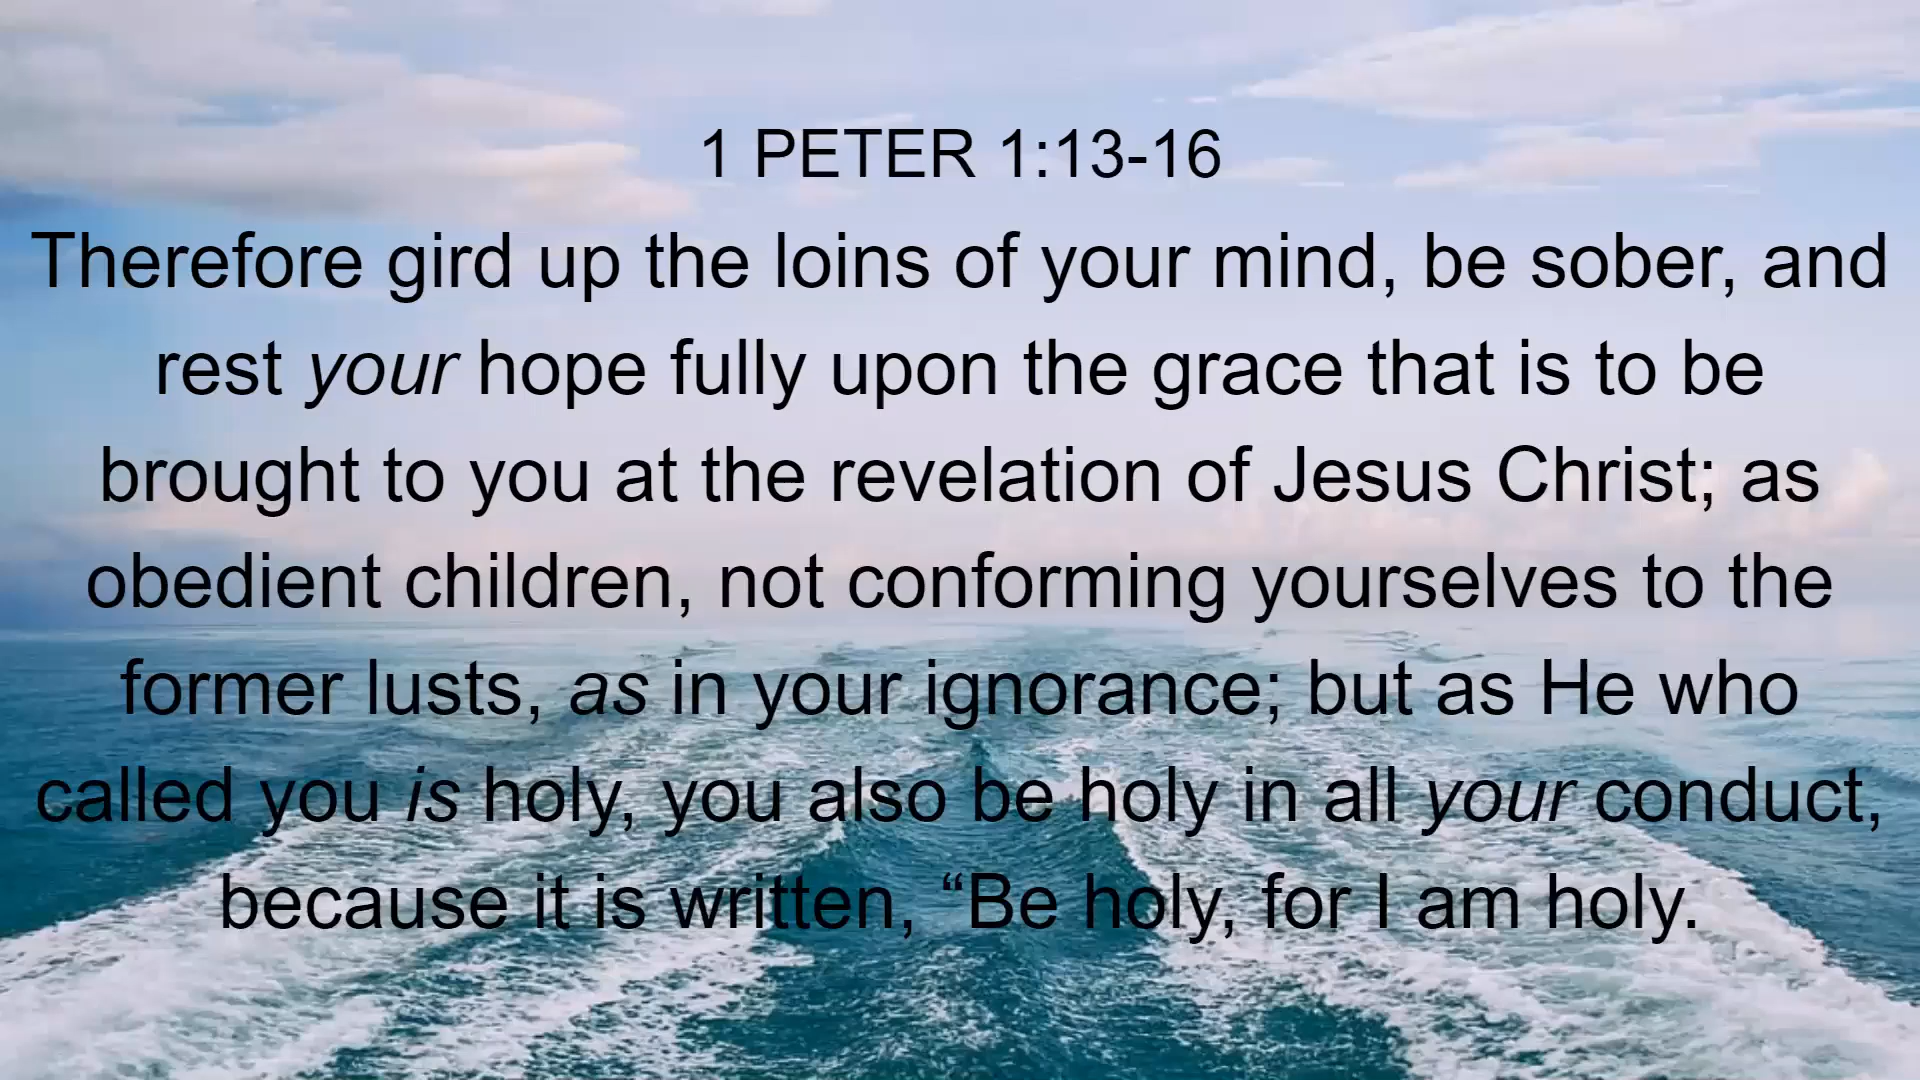 1 PETER 1:13-16
Therefore gird up the loins of your mind, be sober, and
rest your hope fully upon the grace that is to be
brought to you at the revelation of Jesus Christ; as
obedient children, not conforming yourselves to the
former lusts, as in your ignorance; but as He who
called you is holy, you also be holy in all your conduct,
because it is written, “Be holy, for I am holy.